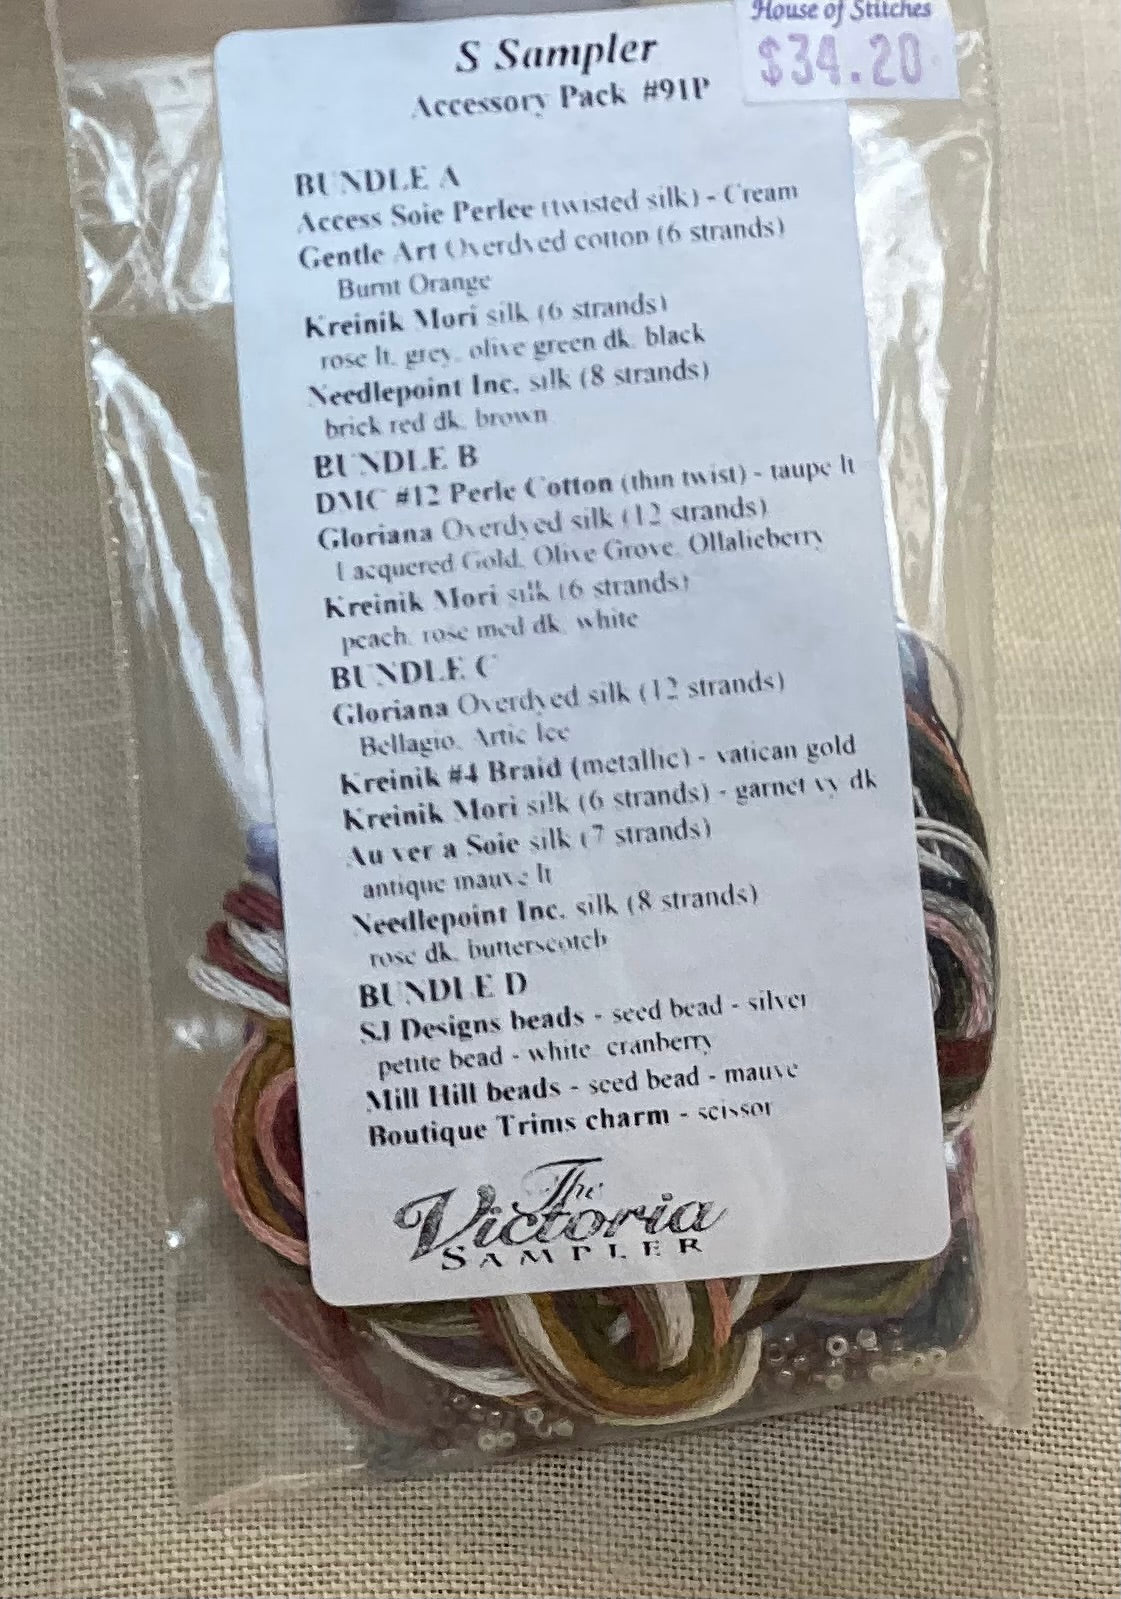 House of Stitches
$34.20
S Sampler
Accessory Pack #91P
BUNDLE A
Access Soie Perlee (twisted silk) - Cream
Gentle Art Overdyed cotton (6 strands)
Burnt Orange
Kreinik Mori silk (6 strands)
rose lt, grey, olive green dk, black
Needlepoint Inc. silk (8 strands)
brick red dk, brown
BUNDLE B
DMC #12 Perle Cotton (thin twist) - taupe lt
Gloriana Overdyed silk (12 strands)
Lacquered Gold, Olive Grove, Ollalieberry
Kreinik Mori silk (6 strands)
peach, rose med dk, white
BUNDLE C
Gloriana Overdyed silk (12 strands)
Bellagio, Artic Ice
Kreinik #4 Braid (metallic) - vatican gold
Kreinik Mori silk (6 strands) - garnet vy dk
Au ver a Soie silk (7 strands)
antique mauve lt
Needlepoint Inc. silk (8 strands)
rose dk, butterscotch
BUNDLE D
SJ Designs beads - seed bead - silver
petite bead - white, cranberry
Mill Hill beads - seed bead - mauve
Boutique Trims charm - scissor
The
Victoria
SAMPLER